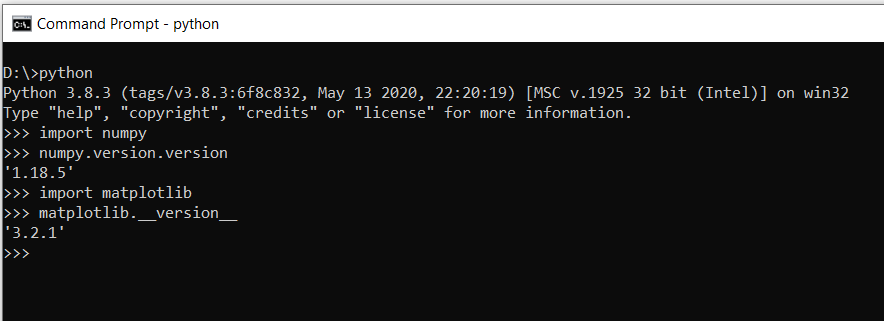 Command Prompt - python
D:\>python
Python 3.8.3 (tags/v3.8.3:6f8c832, May 13 2020, 22:20:19) [MSC v.1925 32 bit (Intel)] on win32
Type "help", "copyright", "credits" or "license" for more information.
>>> import numpy
>>> numpy.version.version
'1.18.5'
>>> import matplotlib
>>> matplotlib.__version__
'3.2.1'
>>>